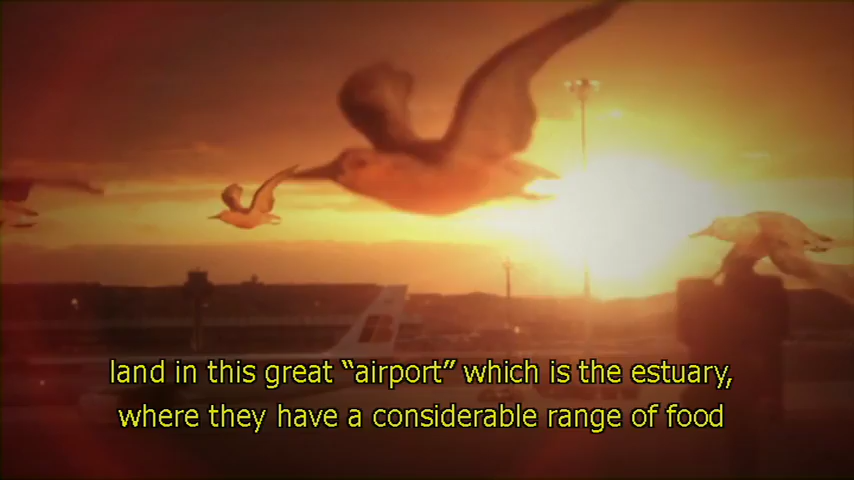 land in this great “airport” which is the estuary,
where they have a considerable range of food